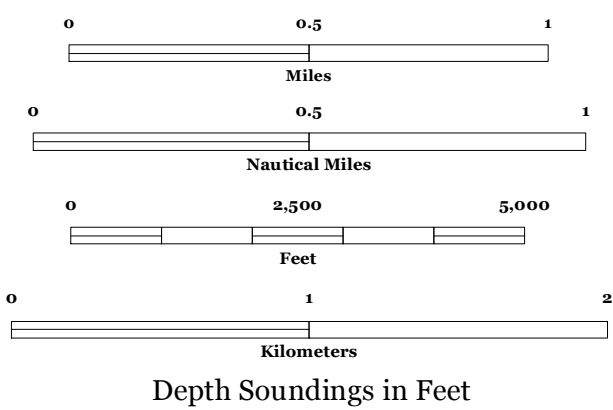 0 0.5 1
Miles
0 0.5 1
Nautical Miles
0 2,500 5,000
Feet
0 1 2
Kilometers
Depth Soundings in Feet